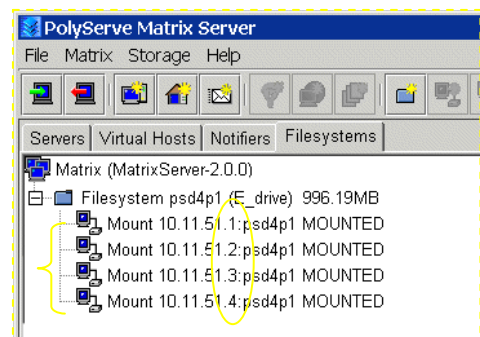 PolyServe Matrix Server
File Matrix Storage Help
Servers Virtual Hosts Notifiers Filesystems
Matrix (MatrixServer-2.0.0)
Filesystem psd4p1 (E_drive) 996.19MB
Mount 10.11.51.1:psd4p1 MOUNTED
Mount 10.11.51.2:psd4p1 MOUNTED
Mount 10.11.51.3:psd4p1 MOUNTED
Mount 10.11.51.4:psd4p1 MOUNTED